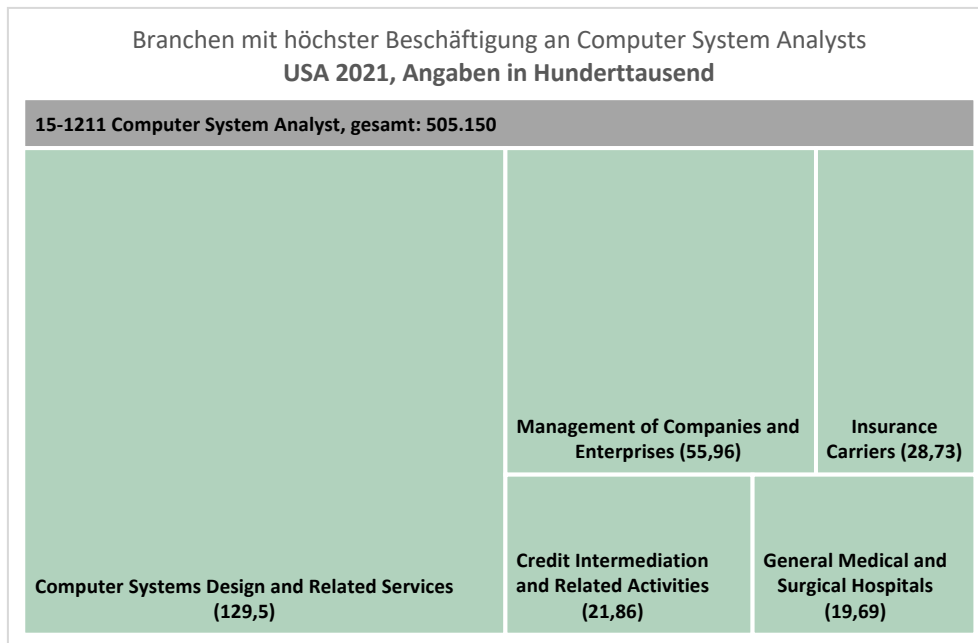 Branchen mit höchster Beschäftigung an Computer System Analysts
USA 2021, Angaben in Hunderttausend
15-1211 Computer System Analyst, gesamt: 505.150
Computer Systems Design and Related Services
(129,5)
Management of Companies and
Enterprises (55,96)
Insurance
Carriers (28,73)
Credit Intermediation
and Related Activities
(21,86)
General Medical and
Surgical Hospitals
(19,69)